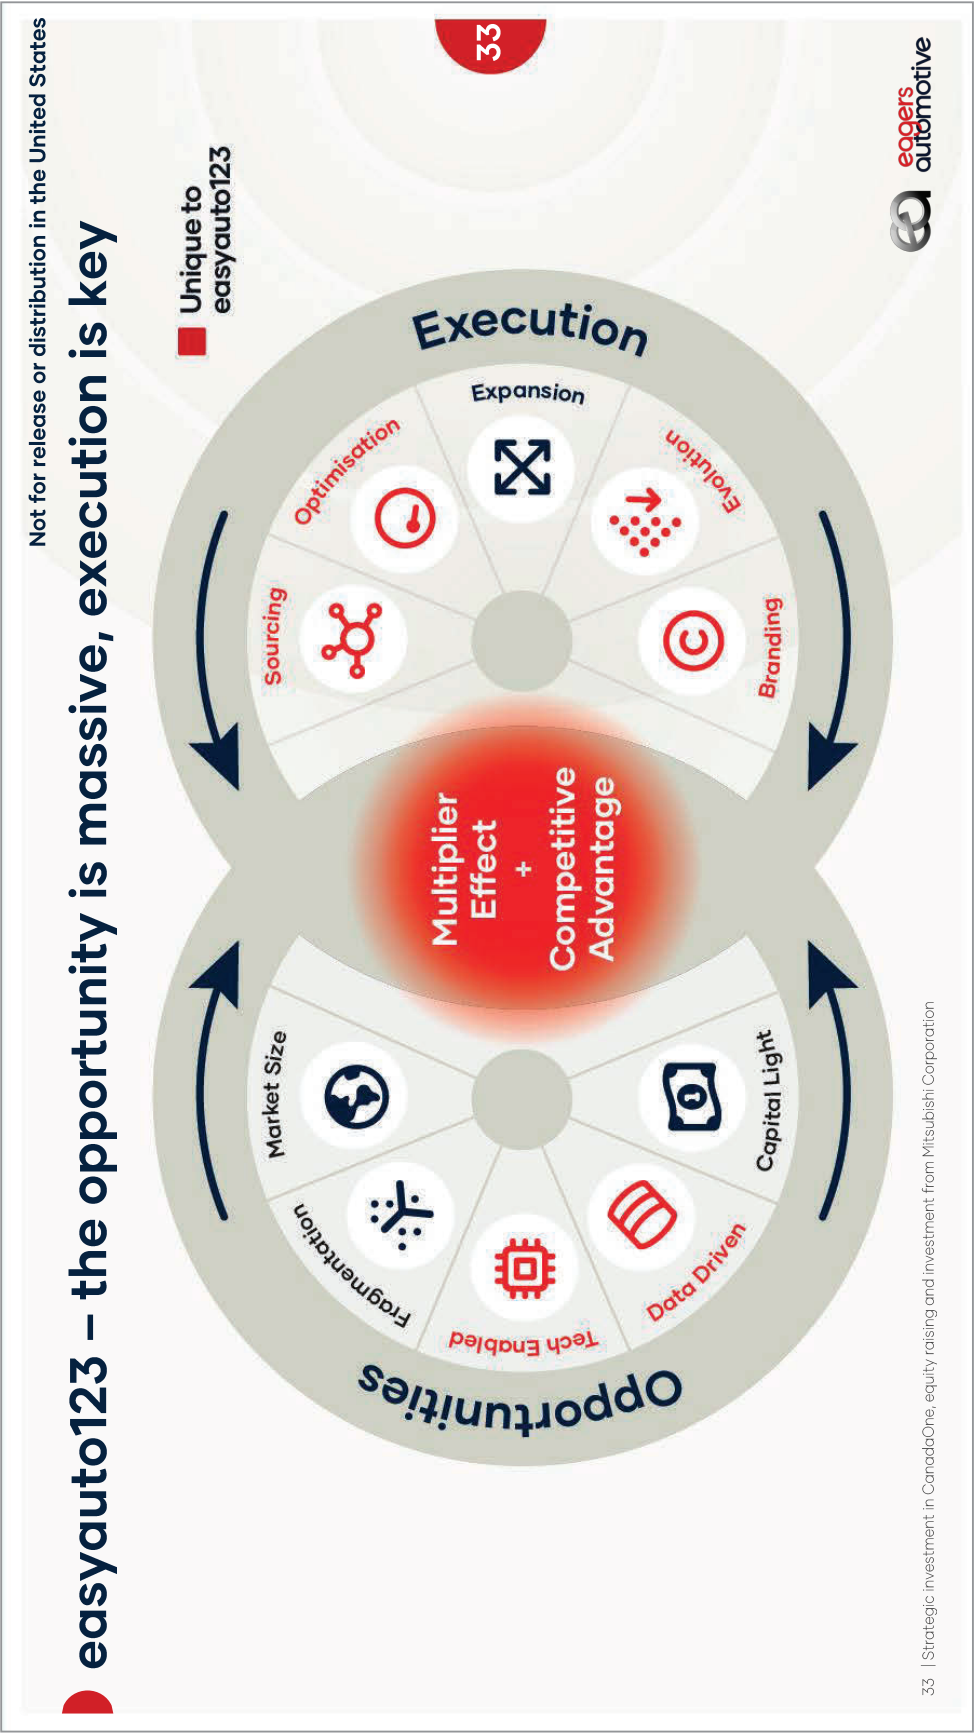 Not for release or distribution in the United States
easyauto123 – the opportunity is massive, execution is key
Unique to
easyauto123
Opportunities
Market Size
Fragmentation
Tech Enabled
Data Driven
Capital Light
Multiplier
Effect
+
Competitive
Advantage
Execution
Sourcing
Optimisation
Expansion
Evolution
Branding
33
33 | Strategic investment in CanadaOne, equity raising and investment from Mitsubishi Corporation
eagers
automotive